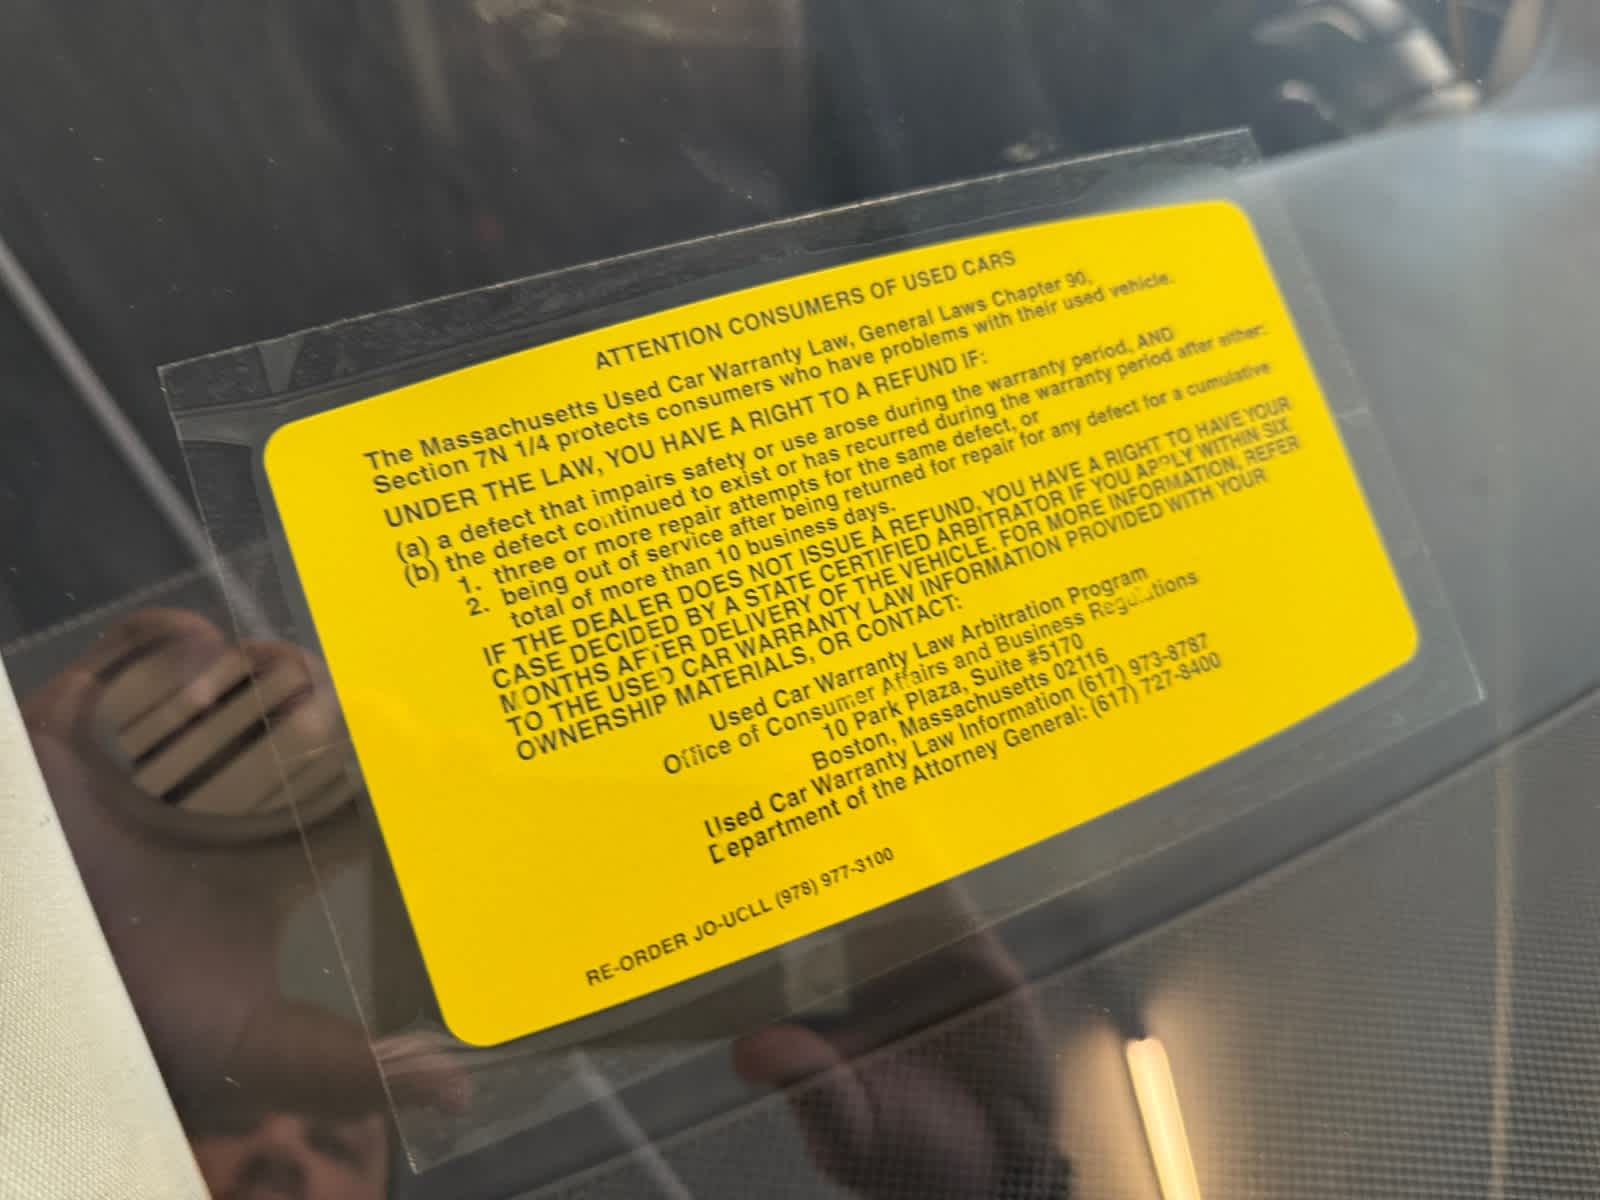 ATTENTION CONSUMERS OF USED CARS
The Massachusetts Used Car Warranty Law, General Laws Chapter 90,
Section 7N 1/4 protects consumers who have problems with their used vehicle.
UNDER THE LAW, YOU HAVE A RIGHT TO A REFUND IF:
(a) a defect that impairs safety or use arose during the warranty period, AND
(b) the defect continued to exist or has recurred during the warranty period after either:
1. three or more repair attempts for the same defect, or
2. being out of service after being returned for repair for any defect for a cumulative
total of more than 10 business days.
IF THE DEALER DOES NOT ISSUE A REFUND, YOU HAVE A RIGHT TO HAVE YOUR
CASE DECIDED BY A STATE CERTIFIED ARBITRATOR IF YOU APPLY WITHIN SIX
MONTHS AFTER DELIVERY OF THE VEHICLE. FOR MORE INFORMATION, REFER
TO THE USED CAR WARRANTY LAW INFORMATION PROVIDED WITH YOUR
OWNERSHIP MATERIALS, OR CONTACT:
Used Car Warranty Law Arbitration Program
Office of Consumer Affairs and Business Regulations
10 Park Plaza, Suite #5170
Boston, Massachusetts 02116
Used Car Warranty Law Information (617) 973-8787
Department of the Attorney General: (617) 727-8400
RE-ORDER JO-UCLL (978) 977-3100